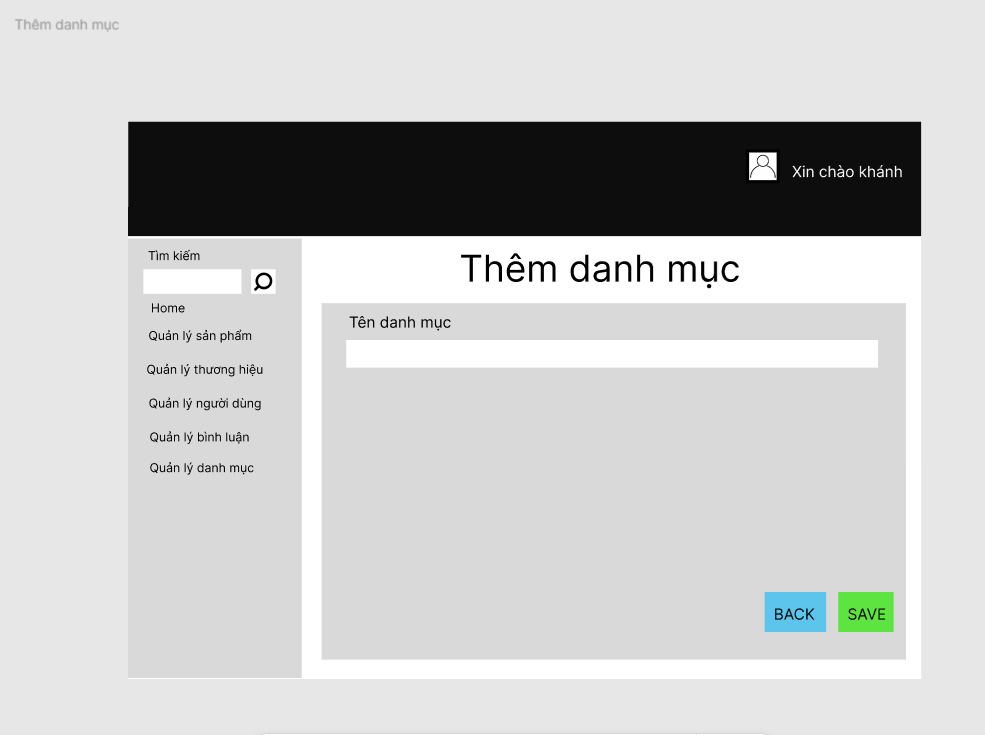 Thêm danh mục
Xin chào khánh
Tìm kiếm
Home
Quản lý sản phẩm
Quản lý thương hiệu
Quản lý người dùng
Quản lý bình luận
Quản lý danh mục
Thêm danh mục
Tên danh mục
BACK
SAVE